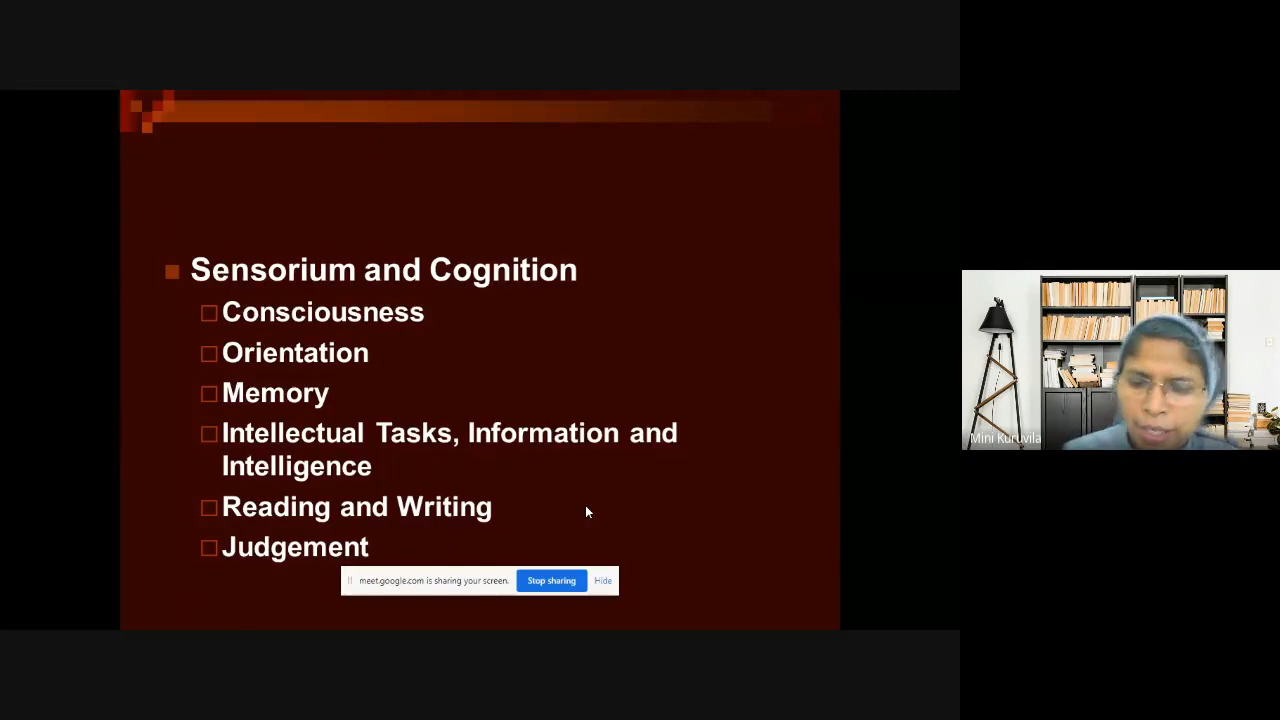 Sensorium and Cognition
Consciousness
Orientation
Memory
Intellectual Tasks, Information and
Intelligence
Reading and Writing
Judgement
meet.google.com is sharing your screen.
Stop sharing
Hide
Mini Kuruvila